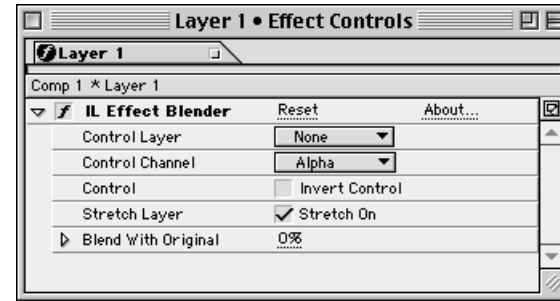 Layer 1 • Effect Controls
Layer 1
Comp 1 * Layer 1
IL Effect Blender Reset About...
Control Layer None
Control Channel Alpha
Control Invert Control
Stretch Layer Stretch On
Blend With Original 0%